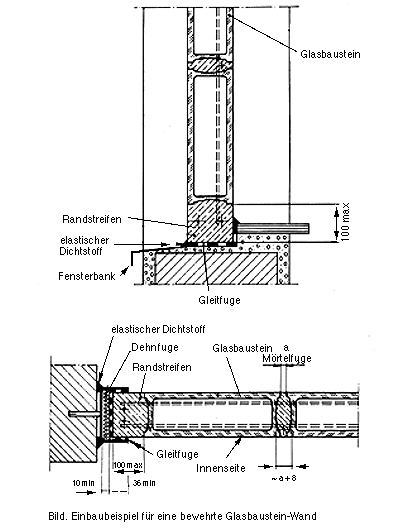 Glasbaustein
Randstreifen
elastischer
Dichtstoff
Fensterbank
100 max
Gleitfuge
elastischer Dichtstoff
Dehnfuge
Randstreifen
Glasbaustein
a
Mörtelfuge
100 max
Gleitfuge
Innenseite
10 min
36 min
~a+8
Bild. Einbaubeispiel für eine bewehrte Glasbaustein-Wand